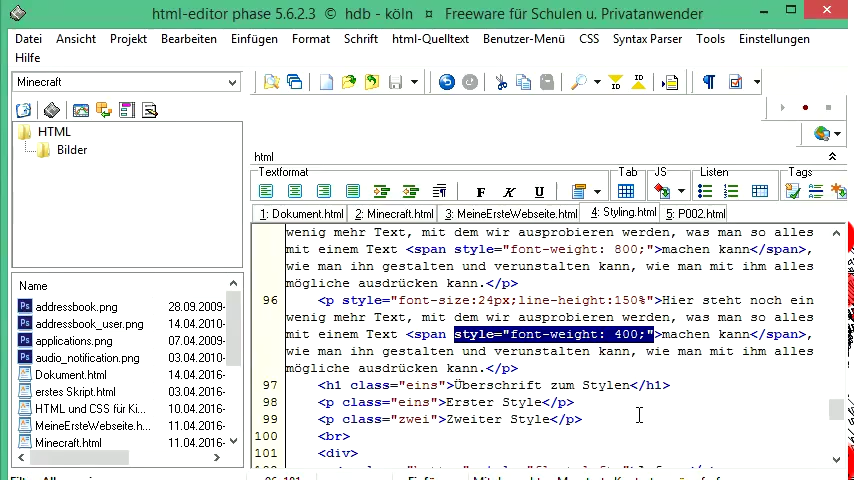 html-editor phase 5.6.2.3 © hdb - köln ¤ Freeware für Schulen u. Privatanwender
Datei Ansicht Projekt Bearbeiten Einfügen Format Schrift html-Quelltext Benutzer-Menü CSS Syntax Parser Tools Einstellungen
Hilfe
Minecraft
ID ID
HTML
Bilder
html
Textformat Tab JS Listen Tags
F K U
1: Dokument.html 2: Minecraft.html 3: MeineErsteWebseite.html 4: Styling.html 5: P002.html
wenig mehr Text, mit dem wir ausprobieren werden, was man so alles
mit einem Text <span style="font-weight: 800;">machen kann</span>,
wie man ihn gestalten und verunstalten kann, wie man mit ihm alles
mögliche ausdrücken kann.</p>
96 <p style="font-size:24px;line-height:150%">Hier steht noch ein
wenig mehr Text, mit dem wir ausprobieren werden, was man so alles
mit einem Text <span style="font-weight: 400;">machen kann</span>,
wie man ihn gestalten und verunstalten kann, wie man mit ihm alles
mögliche ausdrücken kann.</p>
97 <h1 class="eins">Überschrift zum Stylen</h1>
98 <p class="eins">Erster Style</p>
99 <p class="zwei">Zweiter Style</p>
100 <br>
101 <div>
Name
addressbook.png 28.09.2009-
addressbook_user.png 14.04.2010-
applications.png 07.04.2009-
audio_notification.png 03.04.2010-
Dokument.html 22.04.2016-
erstes Skript.html 22.04.2016-
HTML und CSS für Ki... 10.04.2016-
MeineErsteWebseite.h... 11.04.2016-
Minecraft.html 11.04.2016-